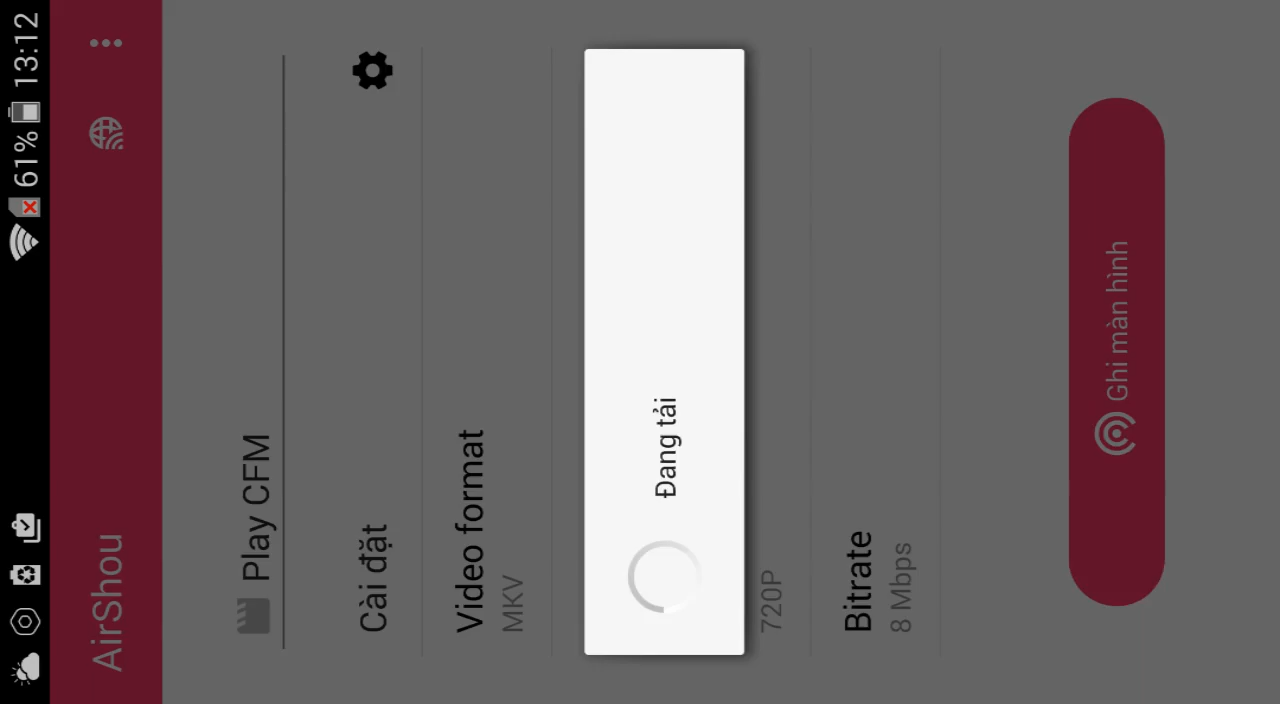 61% 13:12
AirShou
Play CFM
Cài đặt
Video format
MKV
Đang tải
720P
Bitrate
8 Mbps
Ghi màn hình